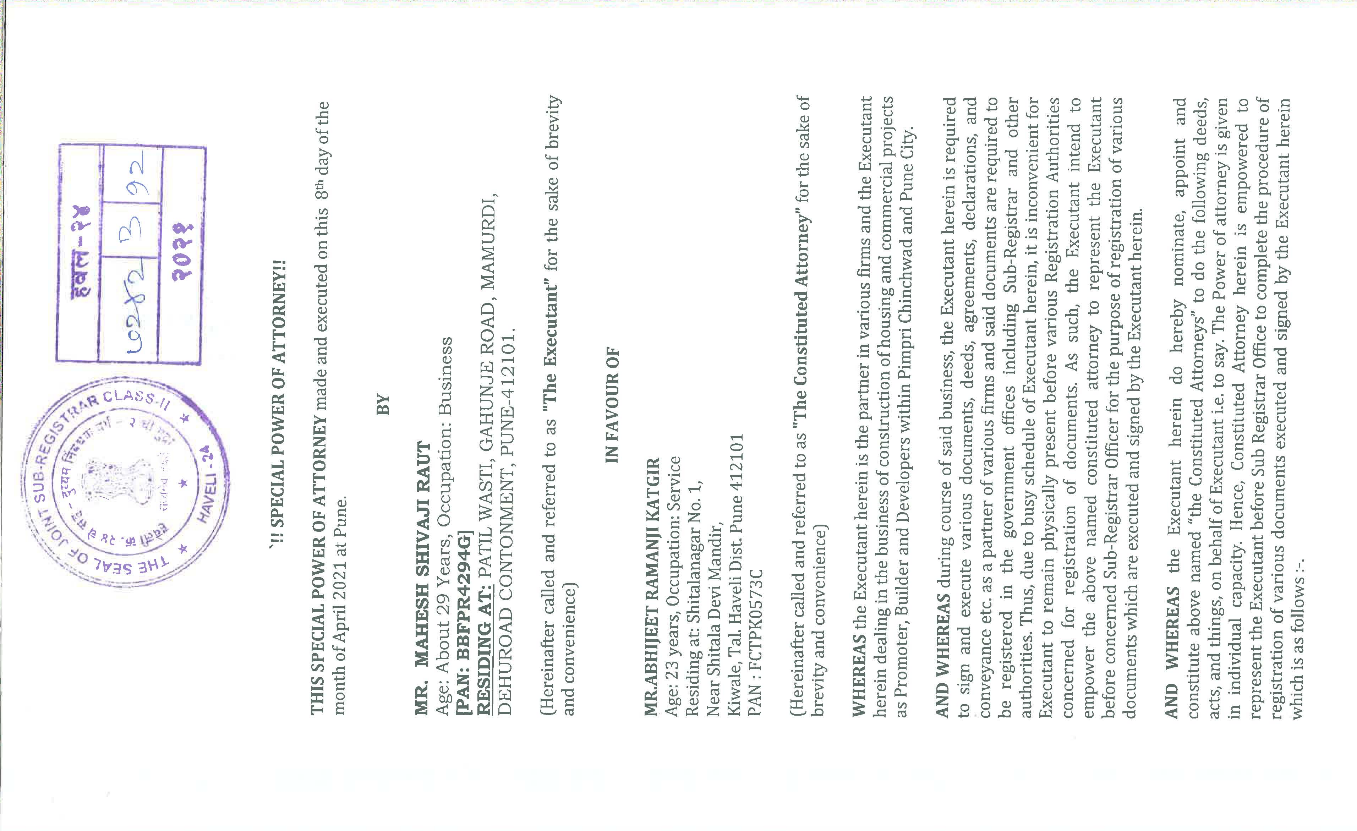 हवल-२४
७२४२ | 3 | १२
२०२१
THE SEAL OF JOINT SUB-REGISTRAR CLASS-II
HAVELI-24
`!! SPECIAL POWER OF ATTORNEY!!
THIS SPECIAL POWER OF ATTORNEY made and executed on this 8th day of the
month of April 2021 at Pune.
BY
MR. MAHESH SHIVAJI RAUT
Age: About 29 Years, Occupation: Business
[PAN: BBFPR4294G]
RESIDING AT: PATIL WASTI, GAHUNJE ROAD, MAMURDI,
DEHUROAD CONTONMENT, PUNE-412101.
(Hereinafter called and referred to as "The Executant" for the sake of brevity
and convenience)
IN FAVOUR OF
MR.ABHIJEET RAMANJI KATGIR
Age: 23 years, Occupation: Service
Residing at: Shitalanagar No. 1,
Near Shitala Devi Mandir,
Kiwale, Tal. Haveli Dist. Pune 412101
PAN : FCTPK0573C
(Hereinafter called and referred to as "The Constituted Attorney" for the sake of
brevity and convenience)
WHEREAS the Executant herein is the partner in various firms and the Executant
herein dealing in the business of construction of housing and commercial projects
as Promoter, Builder and Developers within Pimpri Chinchwad and Pune City.
AND WHEREAS during course of said business, the Executant herein is required
to sign and execute various documents, deeds, agreements, declarations, and
conveyance etc. as a partner of various firms and said documents are required to
be registered in the government offices including Sub-Registrar and other
authorities. Thus, due to busy schedule of Executant herein, it is inconvenient for
Executant to remain physically present before various Registration Authorities
concerned for registration of documents. As such, the Executant intend to
empower the above named constituted attorney to represent the Executant
before concerned Sub-Registrar Officer for the purpose of registration of various
documents which are executed and signed by the Executant herein.
AND WHEREAS the Executant herein do hereby nominate, appoint and
constitute above named "the Constituted Attorneys" to do the following deeds,
acts, and things, on behalf of Executant i.e. to say. The Power of attorney is given
in individual capacity. Hence, Constituted Attorney herein is empowered to
represent the Executant before Sub Registrar Office to complete the procedure of
registration of various documents executed and signed by the Executant herein
which is as follows :-.